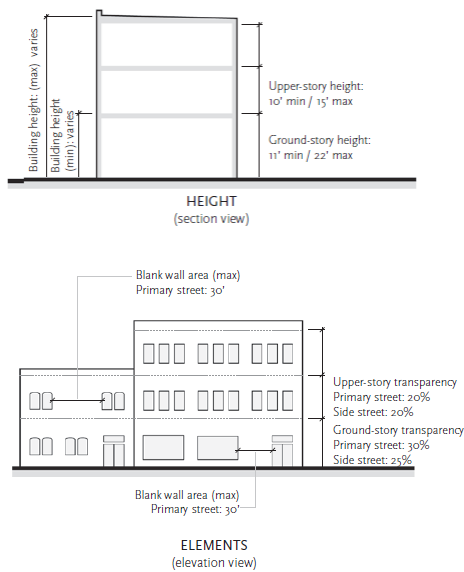 Building height: (max) varies
Building height
(min): varies
Upper-story height:
10' min / 15' max
Ground-story height:
11' min / 22' max
HEIGHT
(section view)
Blank wall area (max)
Primary street: 30'
Upper-story transparency
Primary street: 20%
Side street: 20%
Ground-story transparency
Primary street: 30%
Side street: 25%
Blank wall area (max)
Primary street: 30'
ELEMENTS
(elevation view)